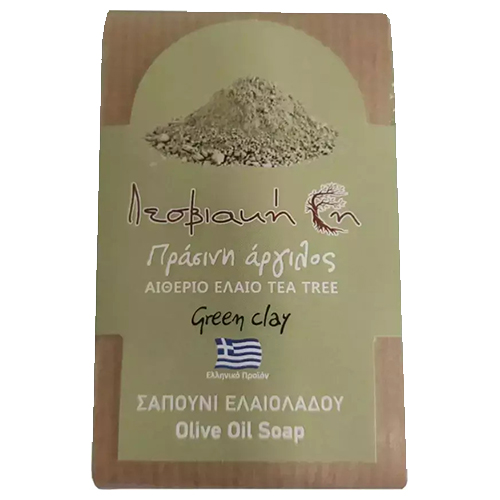 Λεσβιακή Γη
Πράσινη άργιλος
ΑΙΘΕΡΙΟ ΕΛΑΙΟ TEA TREE
Green clay
Ελληνικό Προϊόν
ΣΑΠΟΥΝΙ ΕΛΑΙΟΛΑΔΟΥ
Olive Oil Soap